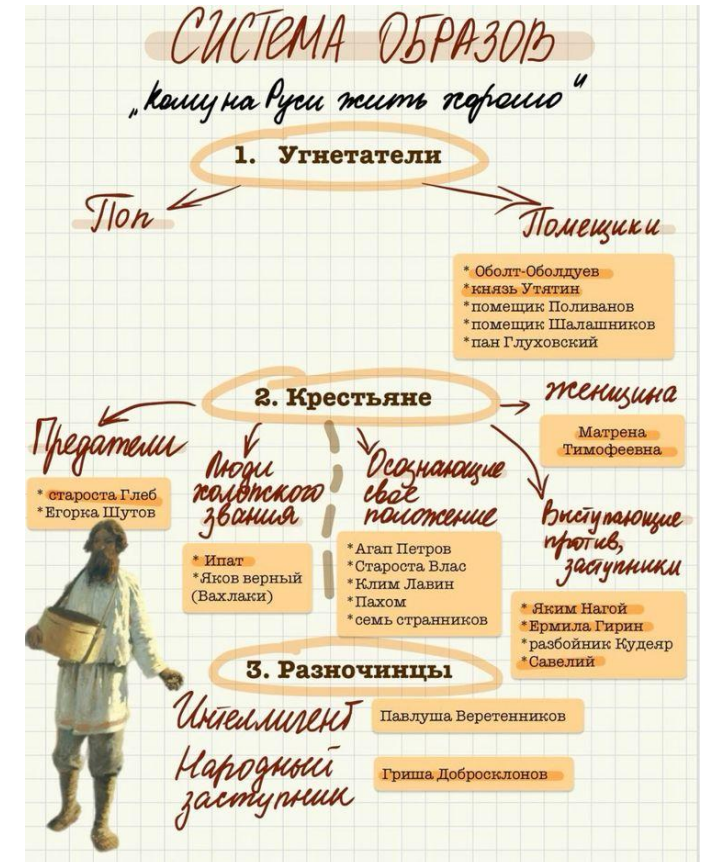 СИСТЕМА ОБРАЗОВ
„Кому на Руси жить хорошо"
1. Угнетатели
Поп
Помещики
* Оболт-Оболдуев
*князь Утятин
*помещик Поливанов
*помещик Шалашников
*пан Глуховский
2. Крестьяне
женщина
Матрена
Тимофеевна
Предатели
* староста Глеб
*Егорка Шутов
Люди
холопского
звания
* Ипат
*Яков верный
(Вахлаки)
Осознающие
своё
положение
*Агап Петров
*Староста Влас
*Клим Лавин
*Пахом
*семь странников
Выступающие
против,
заступники
* Яким Нагой
*Ермила Гирин
*разбойник Кудеяр
*Савелий
3. Разночинцы
Интеллигент
Павлуша Веретенников
Народный
заступник
Гриша Добросклонов